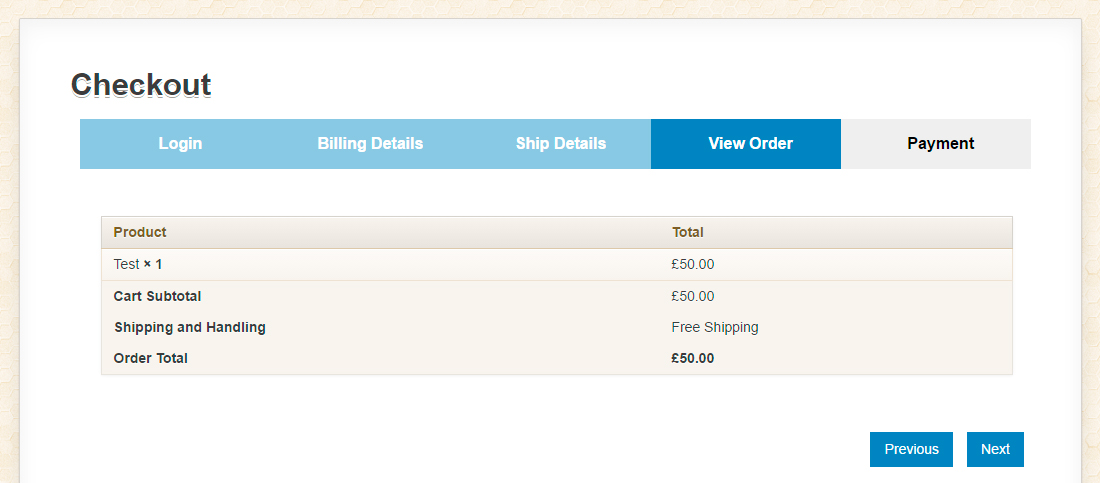 Checkout
Login Billing Details Ship Details View Order Payment
Product Total
Test × 1 £50.00
Cart Subtotal £50.00
Shipping and Handling Free Shipping
Order Total £50.00
Previous Next